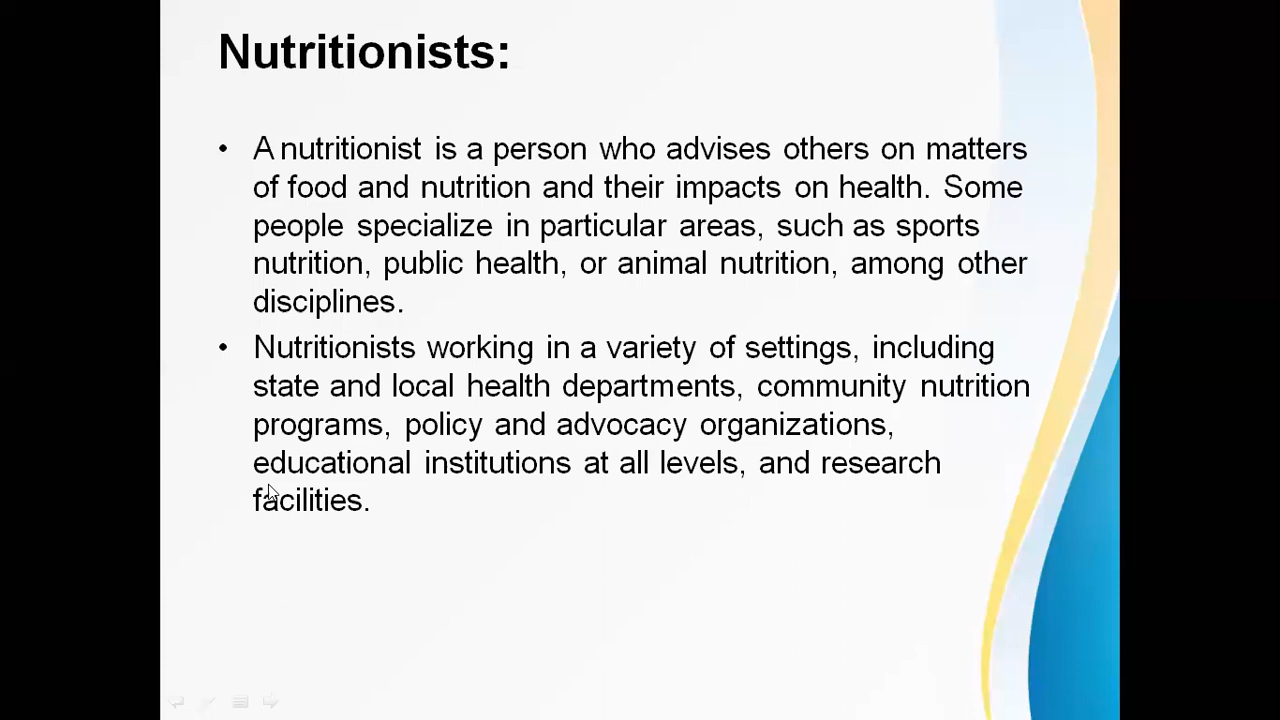 Nutritionists:
• A nutritionist is a person who advises others on matters
of food and nutrition and their impacts on health. Some
people specialize in particular areas, such as sports
nutrition, public health, or animal nutrition, among other
disciplines.
• Nutritionists working in a variety of settings, including
state and local health departments, community nutrition
programs, policy and advocacy organizations,
educational institutions at all levels, and research
facilities.